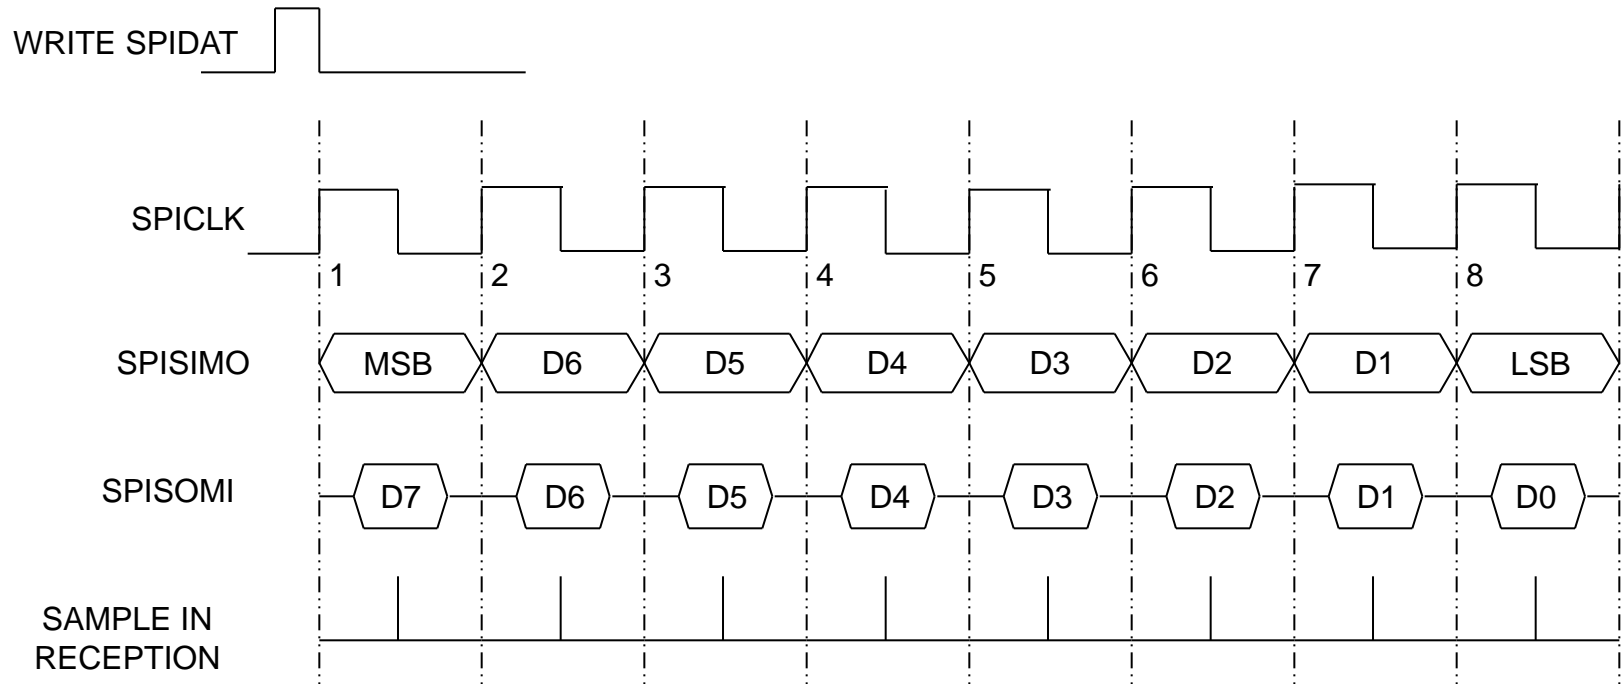 WRITE SPIDAT
SPICLK
1 2 3 4 5 6 7 8
SPISIMO MSB D6 D5 D4 D3 D2 D1 LSB
SPISOMI D7 D6 D5 D4 D3 D2 D1 D0
SAMPLE IN
RECEPTION